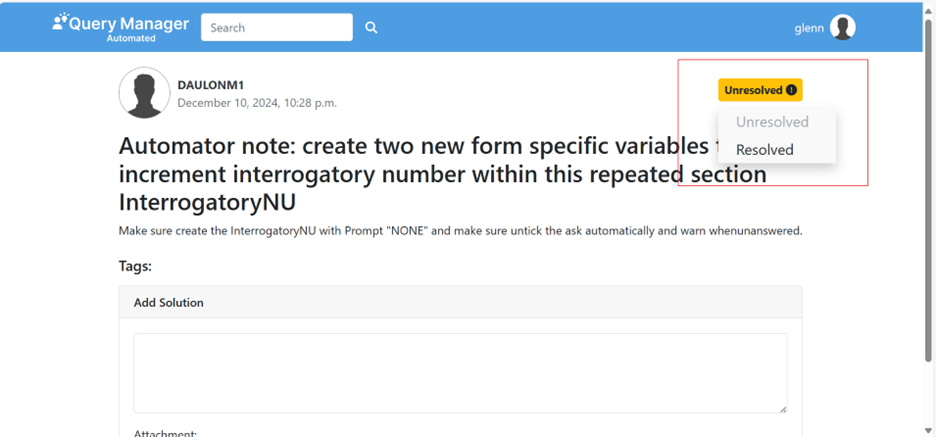 Query Manager
Automated
Search
glenn
DAULONM1
December 10, 2024, 10:28 p.m.
Unresolved
Unresolved
Resolved
Automator note: create two new form specific variables
increment interrogatory number within this repeated section
InterrogatoryNU
Make sure create the InterrogatoryNU with Prompt "NONE" and make sure untick the ask automatically and warn whenunanswered.
Tags:
Add Solution
Attachment: